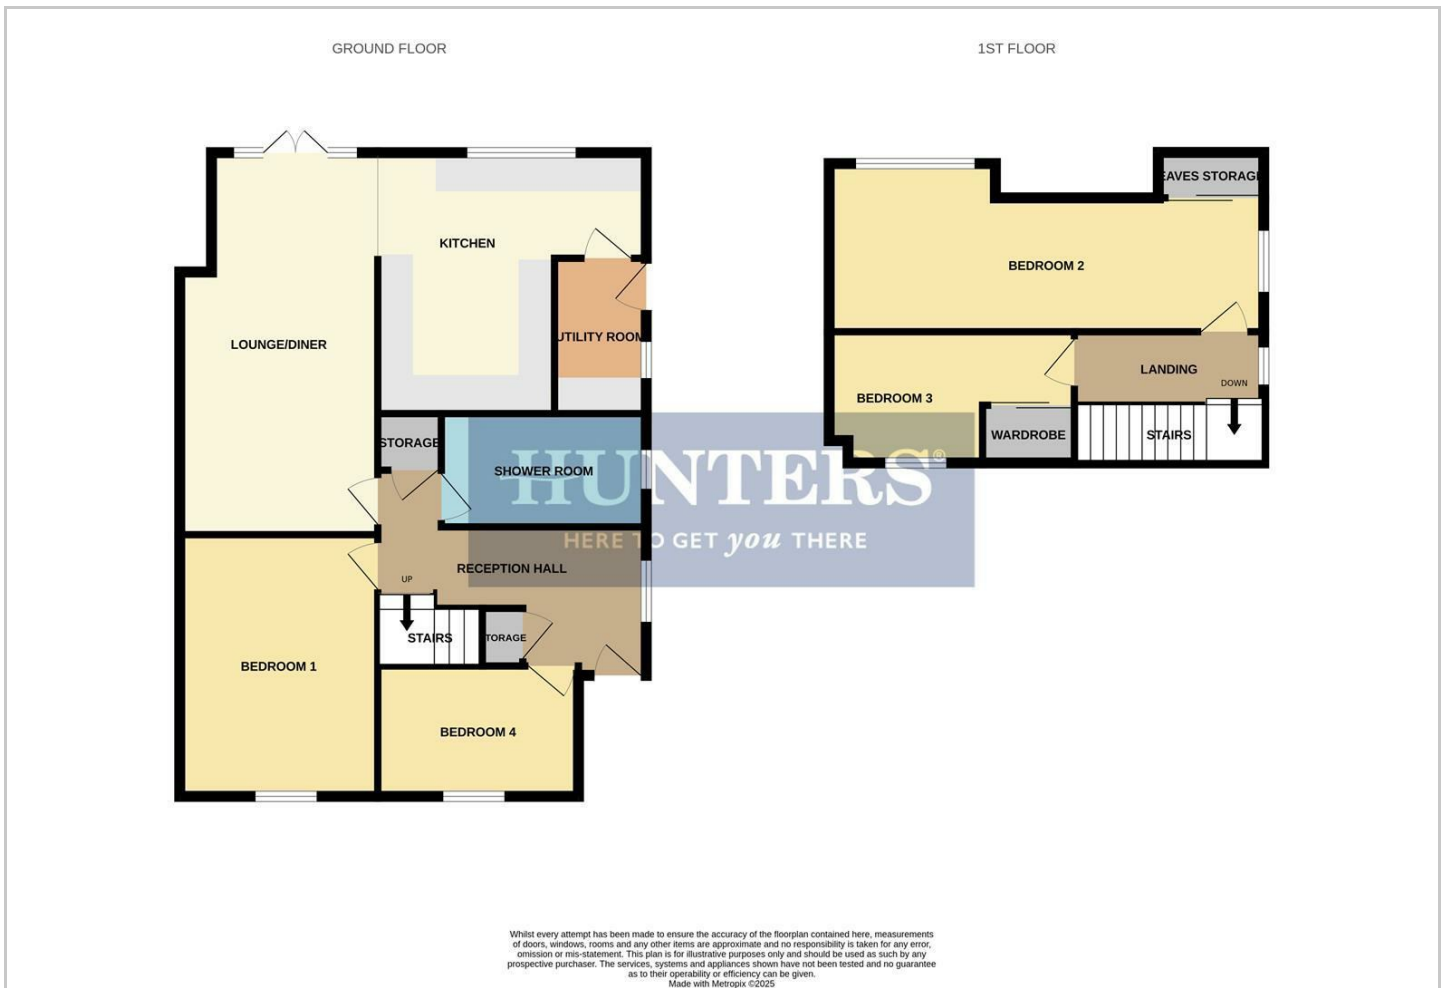 GROUND FLOOR
1ST FLOOR
KITCHEN
LOUNGE/DINER
UTILITY ROOM
STORAGE
SHOWER ROOM
RECEPTION HALL
UP
STAIRS
TORAGE
BEDROOM 1
BEDROOM 4
EAVES STORAGE
BEDROOM 2
LANDING
DOWN
BEDROOM 3
WARDROBE
STAIRS
HUNTERS®
HERE TO GET you THERE
Whilst every attempt has been made to ensure the accuracy of the floorplan contained here, measurements
of doors, windows, rooms and any other items are approximate and no responsibility is taken for any error,
omission or mis-statement. This plan is for illustrative purposes only and should be used as such by any
prospective purchaser. The services, systems and appliances shown have not been tested and no guarantee
as to their operability or efficiency can be given.
Made with Metropix ©2025